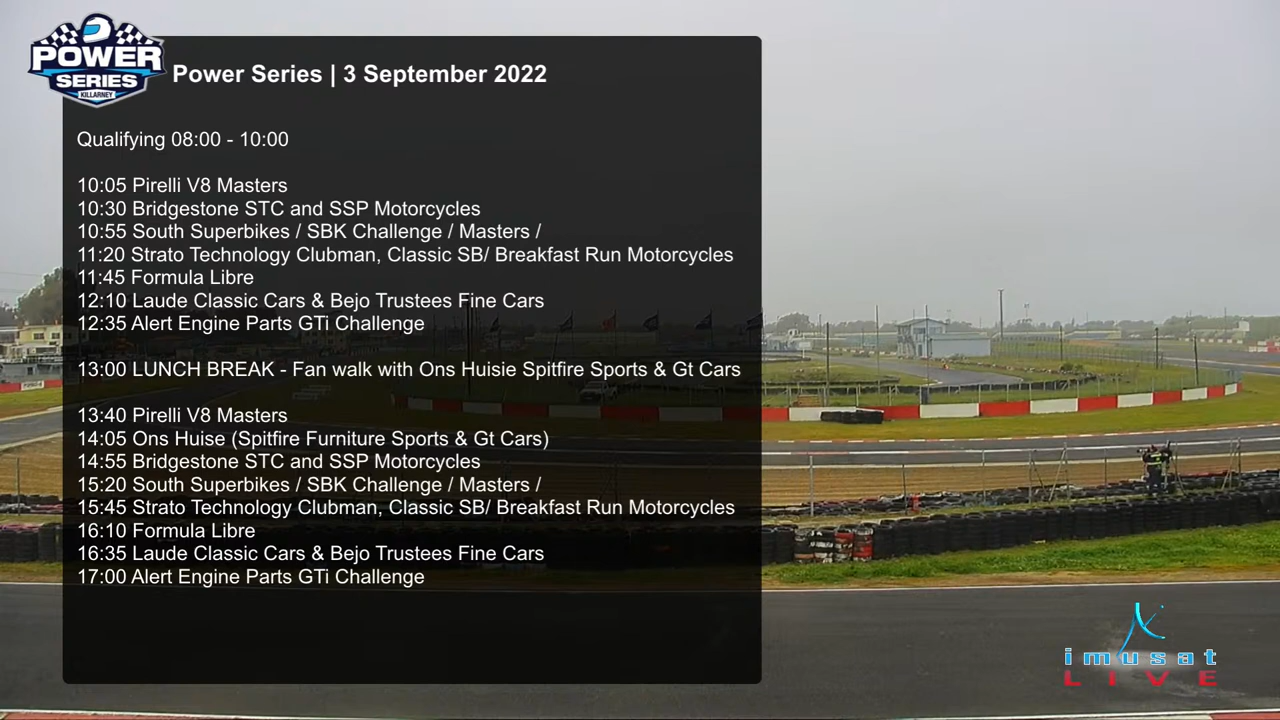 POWER
SERIES
KILLARNEY
Power Series | 3 September 2022
Qualifying 08:00 - 10:00
10:05 Pirelli V8 Masters
10:30 Bridgestone STC and SSP Motorcycles
10:55 South Superbikes / SBK Challenge / Masters /
11:20 Strato Technology Clubman, Classic SB/ Breakfast Run Motorcycles
11:45 Formula Libre
12:10 Laude Classic Cars & Bejo Trustees Fine Cars
12:35 Alert Engine Parts GTi Challenge
13:00 LUNCH BREAK - Fan walk with Ons Huisie Spitfire Sports & Gt Cars
13:40 Pirelli V8 Masters
14:05 Ons Huise (Spitfire Furniture Sports & Gt Cars)
14:55 Bridgestone STC and SSP Motorcycles
15:20 South Superbikes / SBK Challenge / Masters /
15:45 Strato Technology Clubman, Classic SB/ Breakfast Run Motorcycles
16:10 Formula Libre
16:35 Laude Classic Cars & Bejo Trustees Fine Cars
17:00 Alert Engine Parts GTi Challenge
imusat
LIVE